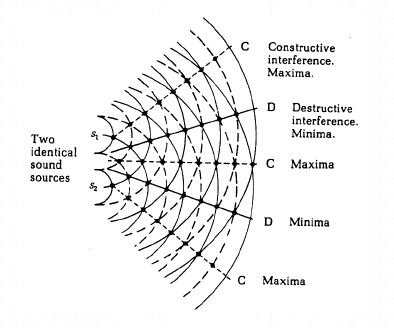 C Constructive
interference.
Maxima.
D Destructive
interference.
Minima.
Two
identical
sound
sources
S₁
S₂
C Maxima
D Minima
C Maxima